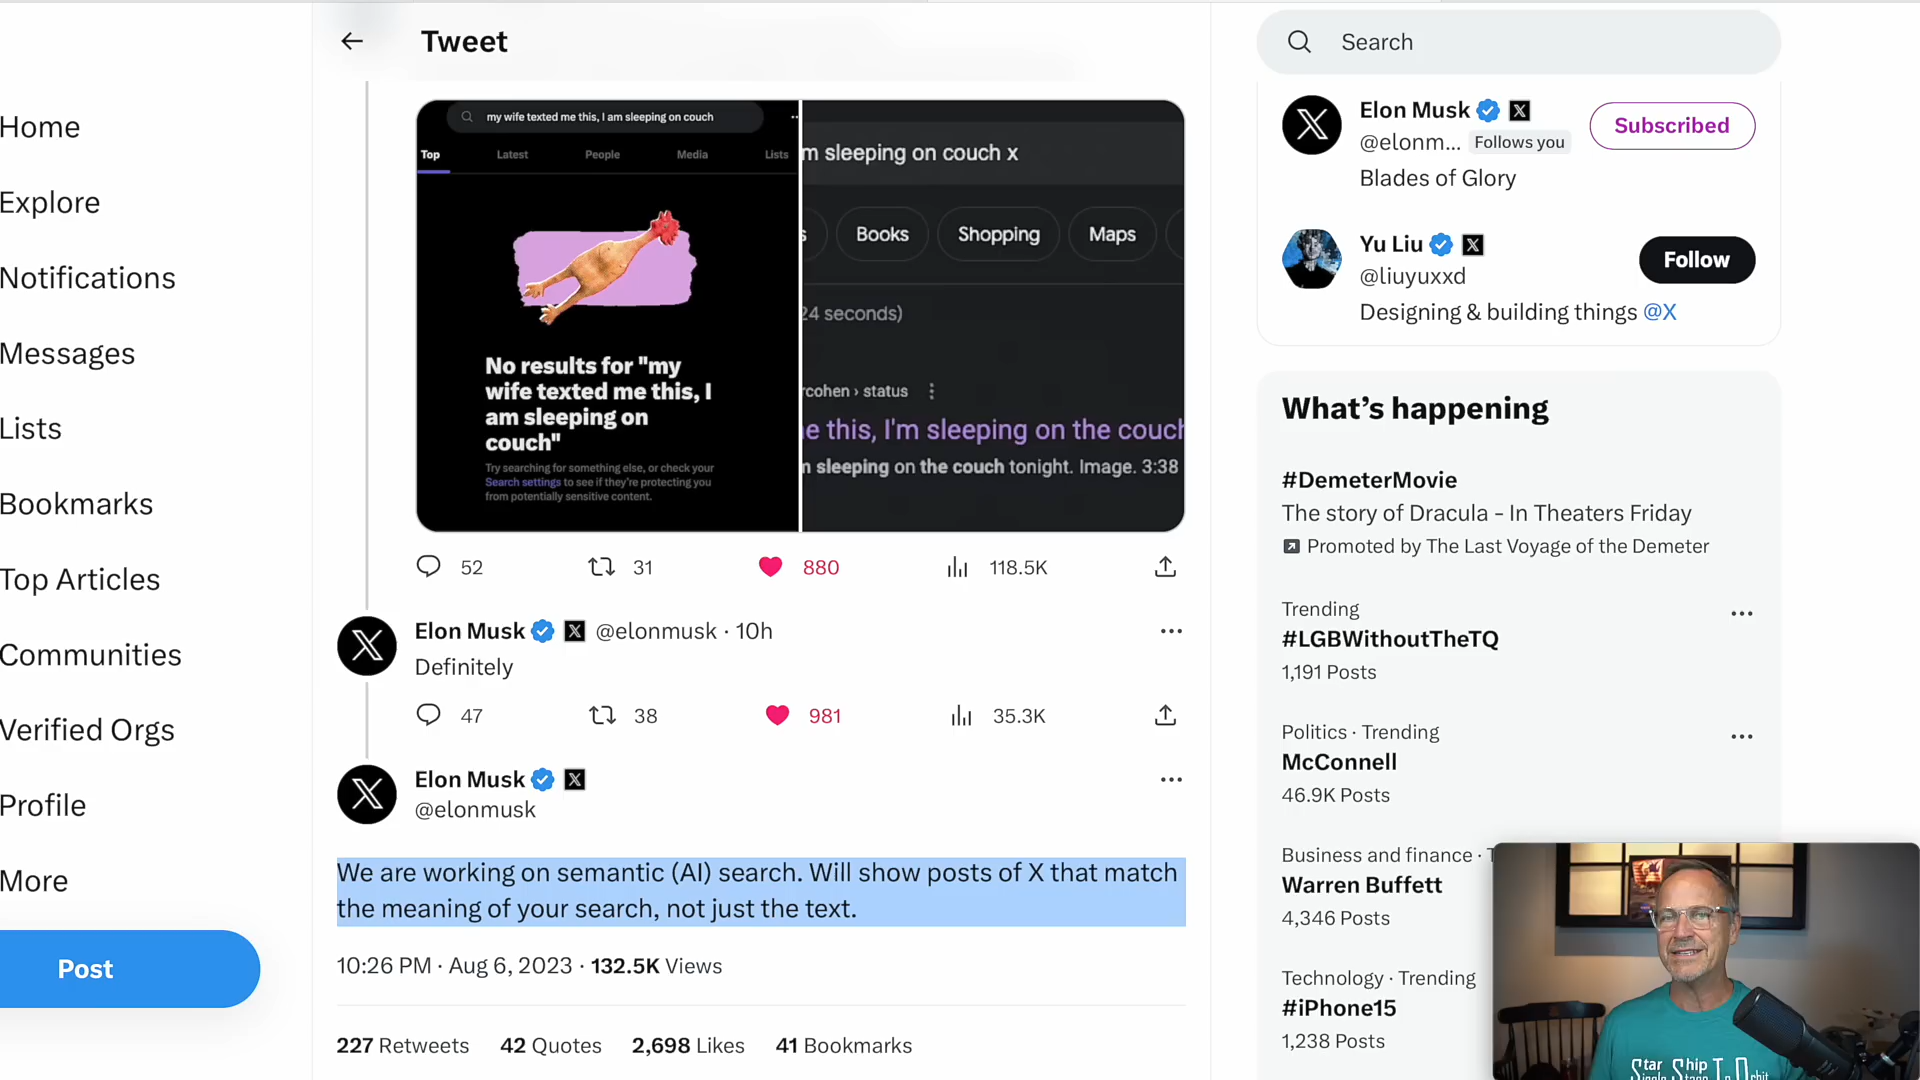 Tweet
Search
Home
Explore
Notifications
Messages
Lists
Bookmarks
Top Articles
Communities
Verified Orgs
Profile
More
Post
my wife texted me this, I am sleeping on couch
Top Latest People Media Lists
No results for "my
wife texted me this, I
am sleeping on
couch"
Try searching for something else, or check your
Search settings to see if they're protecting you
from potentially sensitive content.
m sleeping on couch x
s Books Shopping Maps
24 seconds)
rcohen › status
e this, I'm sleeping on the couch
sleeping on the couch tonight. Image. 3:38
52 31 880 118.5K
Elon Musk X @elonmusk · 10h
Definitely
47 38 981 35.3K
Elon Musk X
@elonmusk
We are working on semantic (AI) search. Will show posts of X that match
the meaning of your search, not just the text.
10:26 PM · Aug 6, 2023 · 132.5K Views
227 Retweets 42 Quotes 2,698 Likes 41 Bookmarks
Elon Musk X
@elonm... Follows you
Subscribed
Blades of Glory
Yu Liu X
@liuyuxxd
Follow
Designing & building things @X
What's happening
#DemeterMovie
The story of Dracula - In Theaters Friday
Promoted by The Last Voyage of the Demeter
Trending
#LGBWithoutTheTQ
1,191 Posts
Politics · Trending
McConnell
46.9K Posts
Business and finance · T
Warren Buffett
4,346 Posts
Technology · Trending
#iPhone15
1,238 Posts
Star Ship
Single Stage To Orbit